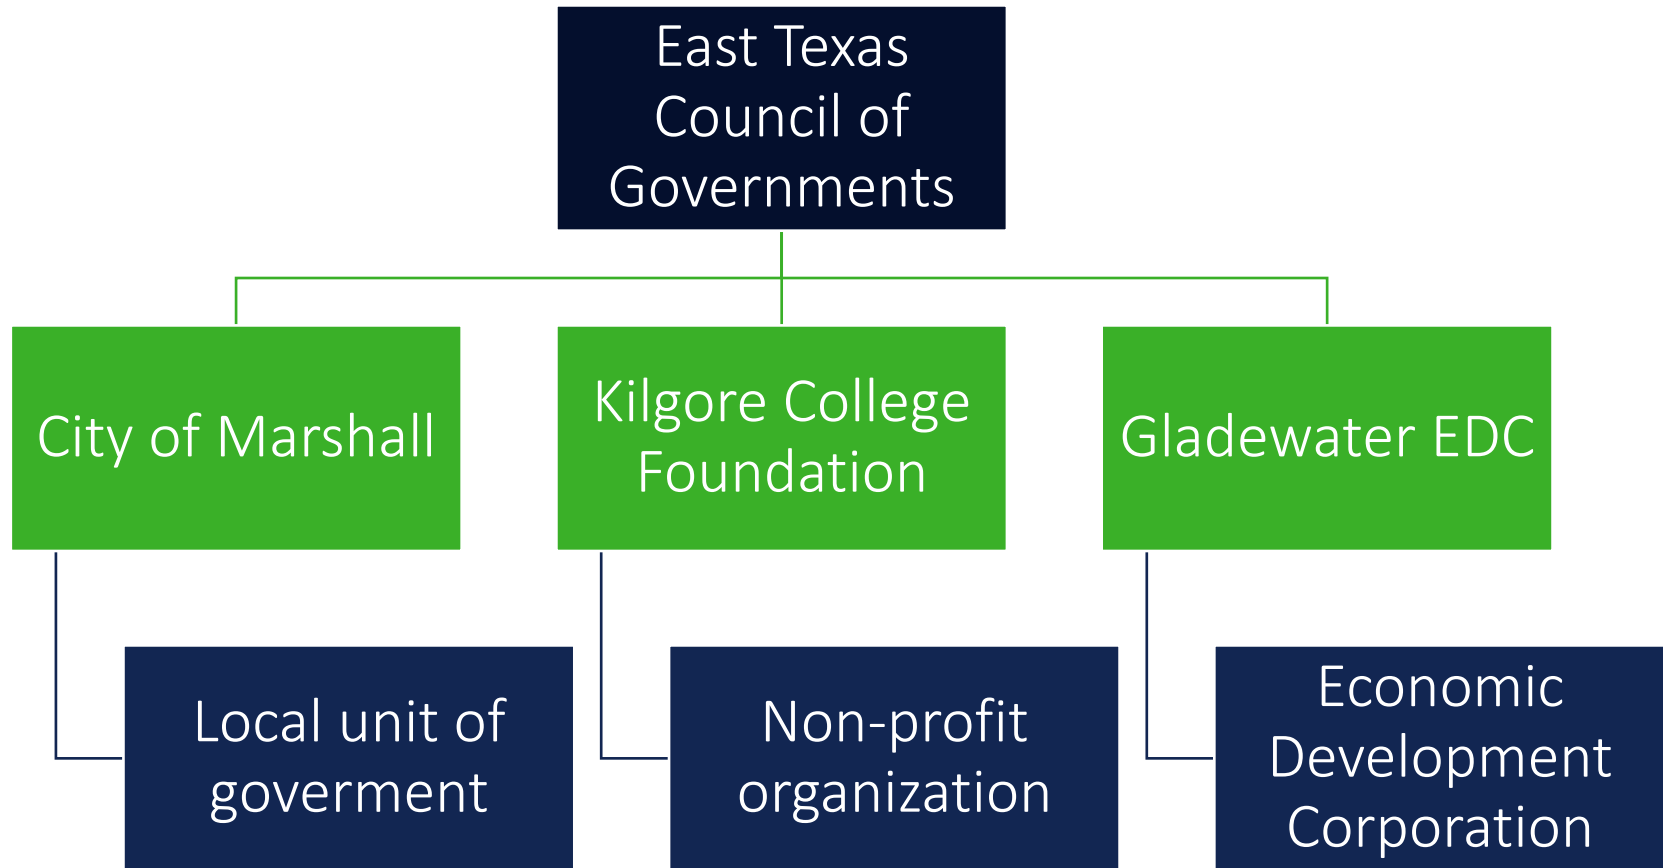 East Texas
Council of
Governments
City of Marshall
Kilgore College
Foundation
Gladewater EDC
Local unit of
goverment
Non-profit
organization
Economic
Development
Corporation